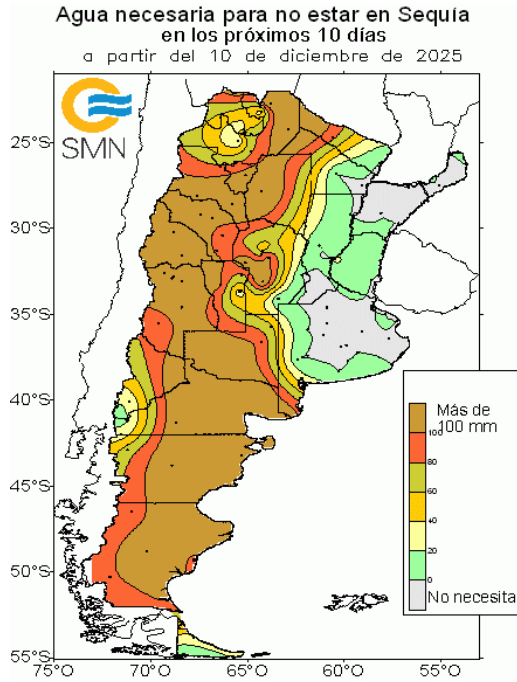 Agua necesaria para no estar en Sequía
en los próximos 10 días
a partir del 10 de diciembre de 2025
SMN
25°S
30°S
35°S
40°S
45°S
50°S
55°S
75°O
70°O
65°O
60°O
55°O
Más de
100 mm
100
80
60
40
20
0
No necesita